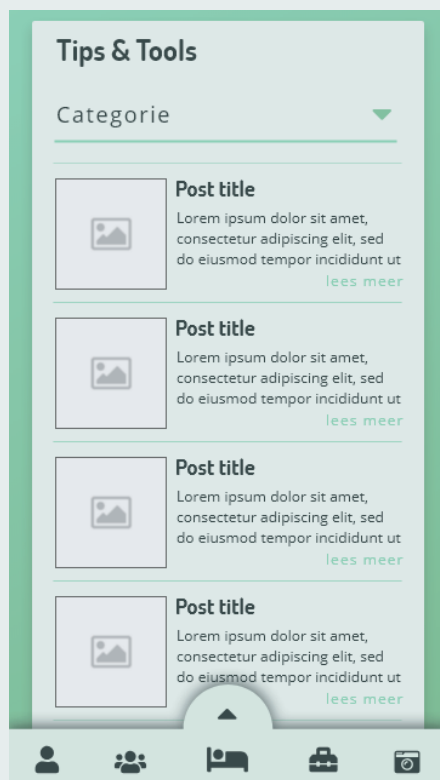 Tips & Tools
Categorie
Post title
Lorem ipsum dolor sit amet,
consectetur adipiscing elit, sed
do eiusmod tempor incididunt ut
lees meer
Post title
Lorem ipsum dolor sit amet,
consectetur adipiscing elit, sed
do eiusmod tempor incididunt ut
lees meer
Post title
Lorem ipsum dolor sit amet,
consectetur adipiscing elit, sed
do eiusmod tempor incididunt ut
lees meer
Post title
Lorem ipsum dolor sit amet,
consectetur adipiscing elit, sed
do eiusmod tempor incididunt ut
lees meer